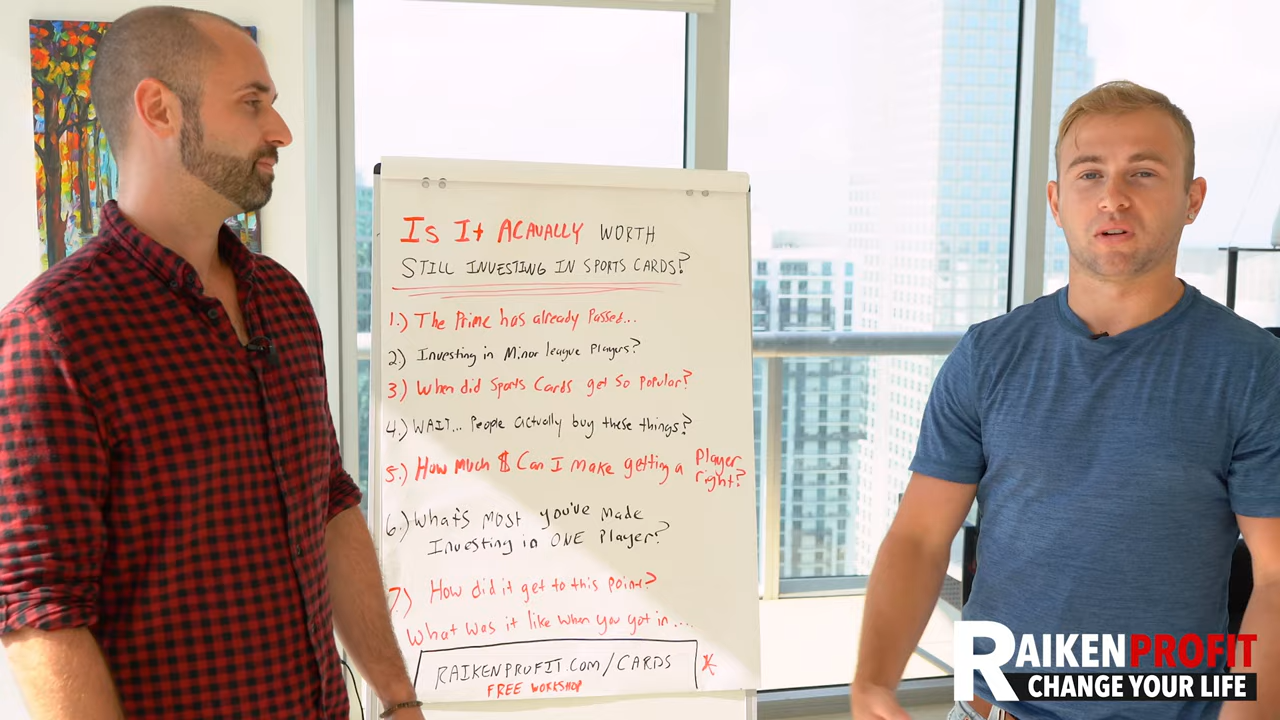 Is It ACAUALLY WORTH
STILL INVESTING IN SPORTS CARDS?
1.) The Prime has already Passed...
2) Investing in Minor league Players?
3) When did Sports Cards get So Popular?
4.) WAIT... People actually buy these things?
5.) How much $ Can I make getting a Player right?
6.) What's most you've made
Investing in ONE Player?
7.) How did it get to this point?
What was it like when you got in....
RAIKENPROFIT.COM/CARDS *
FREE WORKSHOP
RAIKENPROFIT
CHANGE YOUR LIFE